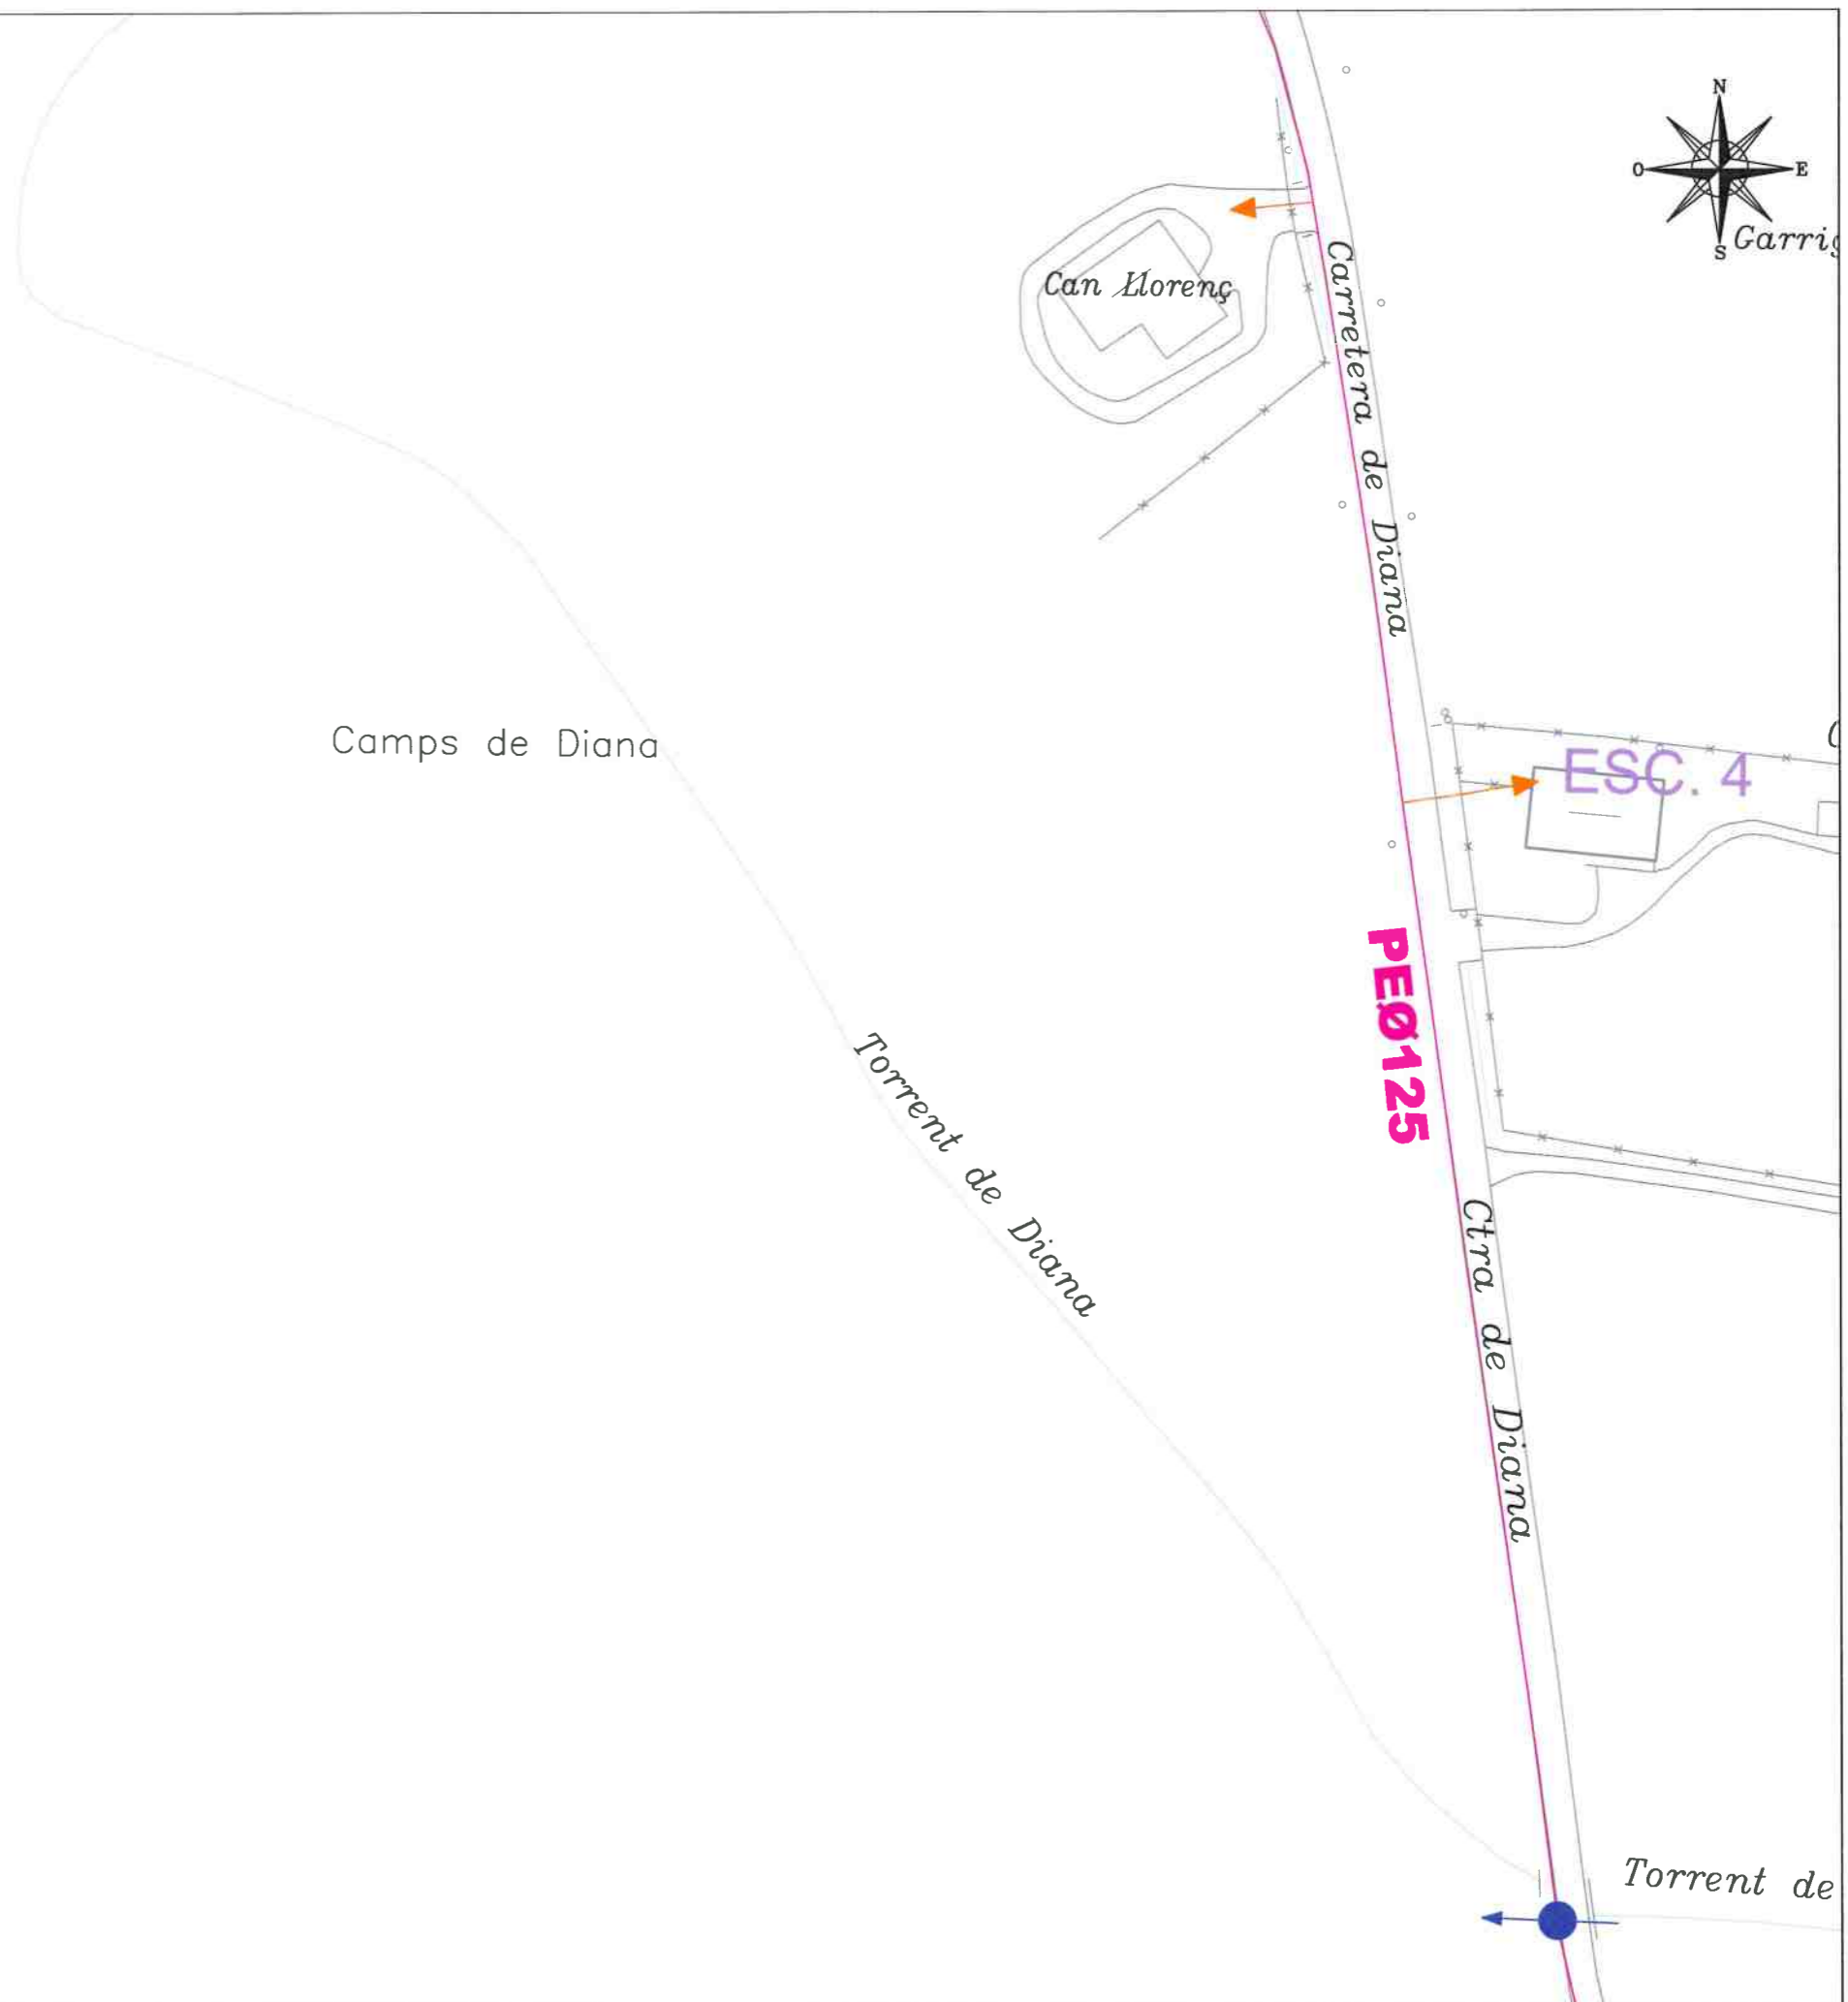 N
O
E
S
Can Llorenç
Carretera de Diana
Camps de Diana
ESC. 4
PEØ125
Torrent de Diana
Ctra de Diana
Torrent de